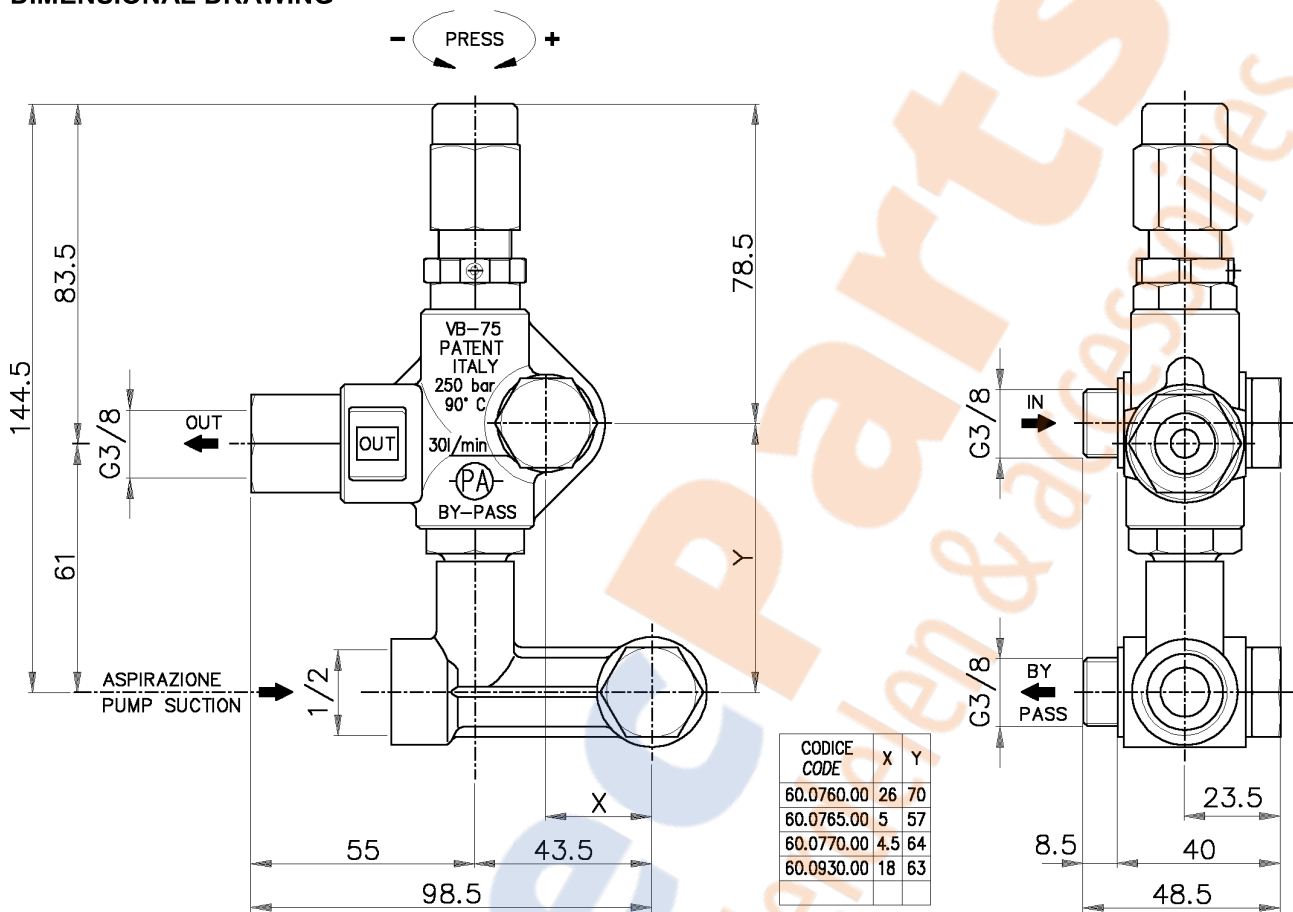 DIMENSIONAL DRAWING
- PRESS +
144.5
83.5
61
78.5
Y
G3/8
OUT
VB-75
PATENT
ITALY
250 bar
90° C
OUT
30l/min
PA
BY-PASS
ASPIRAZIONE
PUMP SUCTION
1/2
X
55
43.5
98.5
G3/8
IN
G3/8
BY
PASS
23.5
8.5
40
48.5
CODICE X Y
CODE
60.0760.00 26 70
60.0765.00 5 57
60.0770.00 4.5 64
60.0930.00 18 63
ecParts
erdelen & accessoires